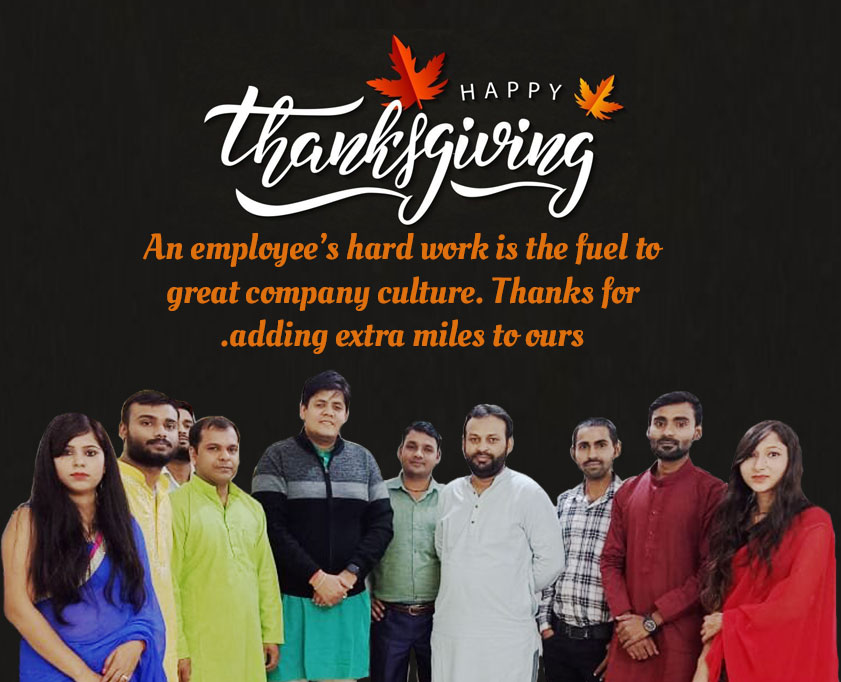 HAPPY
thanksgiving
An employee's hard work is the fuel to
great company culture. Thanks for
.adding extra miles to ours